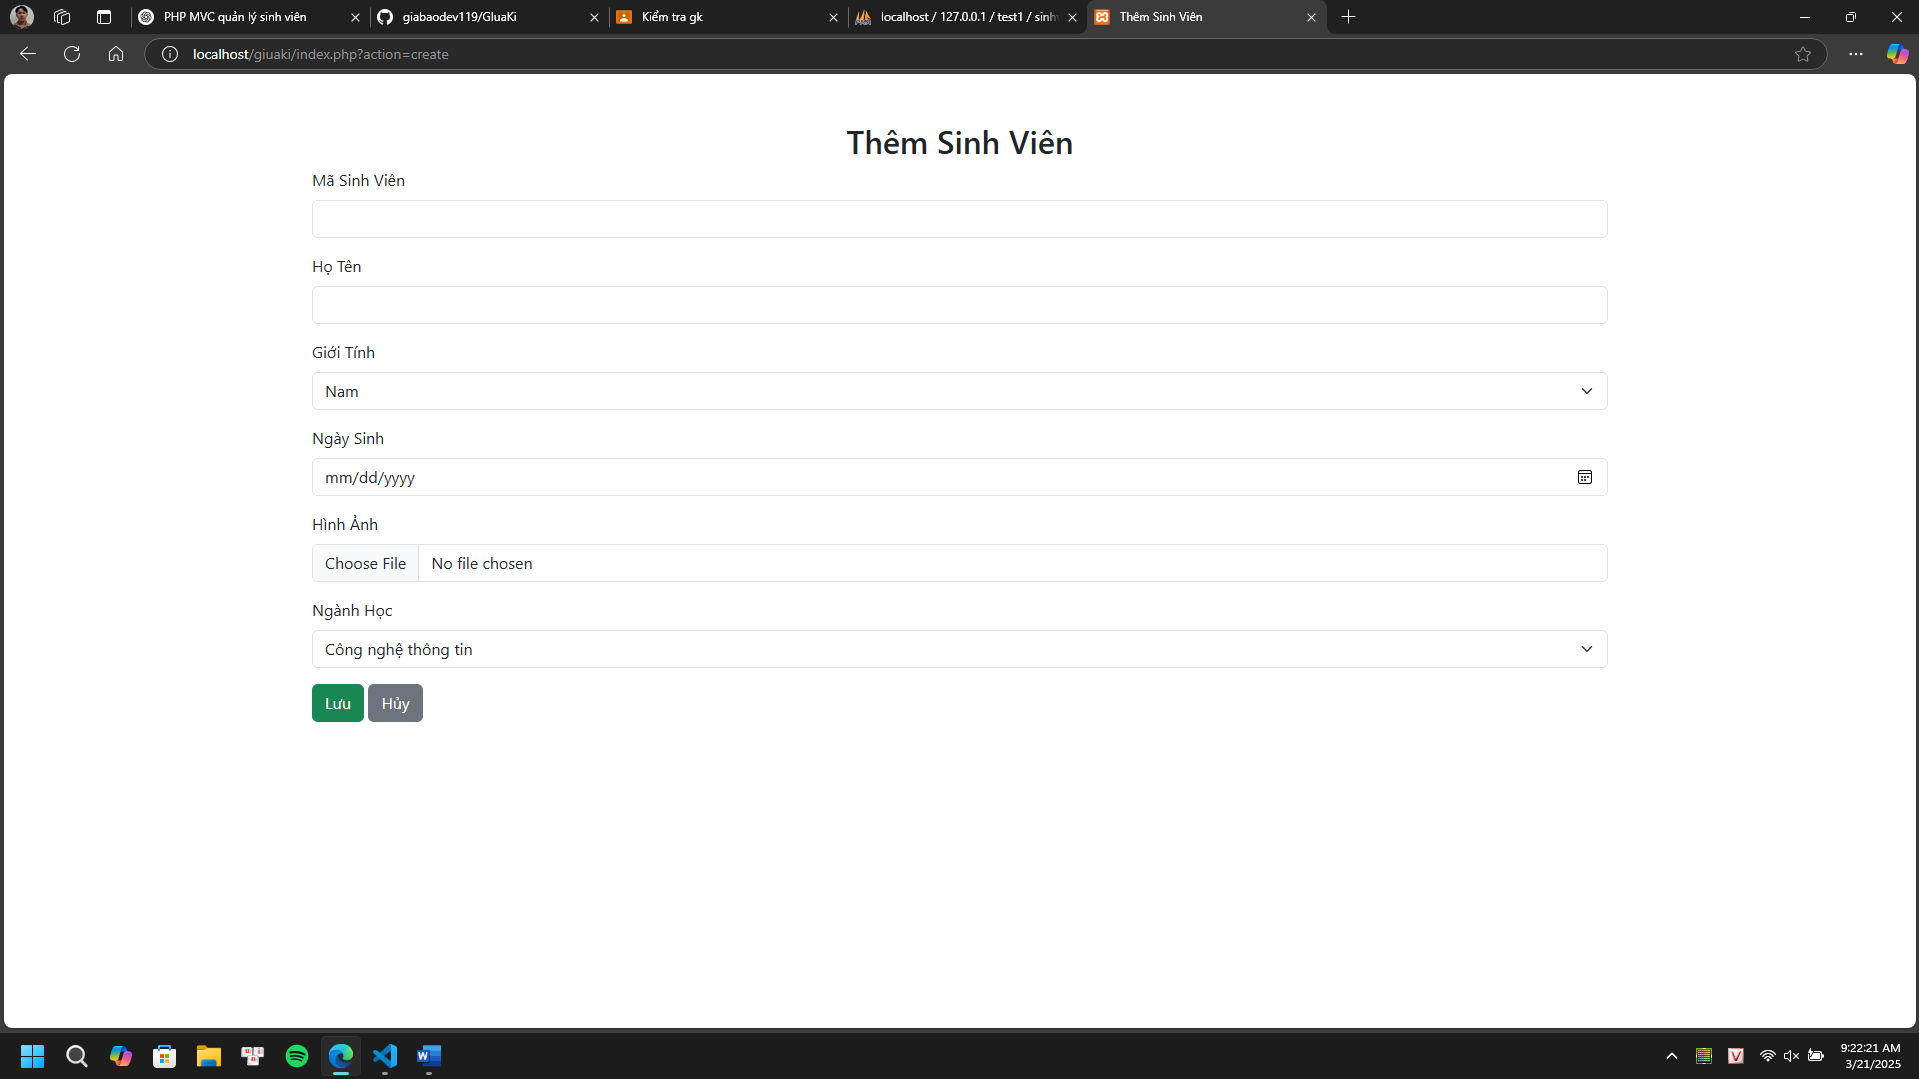 PHP MVC quản lý sinh viên
giabaodev119/GIuaKi
Kiểm tra gk
localhost / 127.0.0.1 / test1 / sinh
Thêm Sinh Viên
localhost/giuaki/index.php?action=create
Thêm Sinh Viên
Mã Sinh Viên
Họ Tên
Giới Tính
Nam
Ngày Sinh
mm/dd/yyyy
Hình Ảnh
Choose File No file chosen
Ngành Học
Công nghệ thông tin
Lưu Hủy
9:22:21 AM
3/21/2025